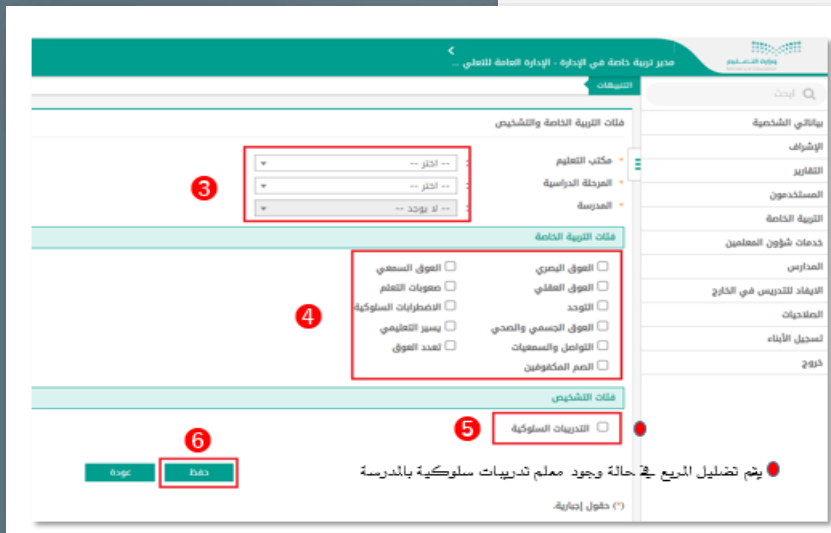 مدير تربية خاصة في الإدارة - الإدارة العامة للتعلي ...
وزارة التعليم
التنبيهات
ابحث
بياناتي الشخصية
الإشراف
التقارير
المستخدمون
التربية الخاصة
خدمات شؤون المعلمين
المدارس
الايفاد للتدريس في الخارج
الصلاحيات
تسجيل الأبناء
خروج
فئات التربية الخاصة والتشخيص
* مكتب التعليم : -- اختر --
* المرحلة الدراسية : -- اختر --
* المدرسة : -- لا يوجد --
3
فئات التربية الخاصة
العوق البصري العوق السمعي
العوق العقلي صعوبات التعلم
التوحد الاضطرابات السلوكية
العوق الجسمي والصحي يسير التعليمي
التواصل والسمعيات تعدد العوق
الصم المكفوفين
4
فئات التشخيص
التدريبات السلوكية
5
6
حفظ عودة
يتم تضليل المربع في حالة وجود معلم تدريبات سلوكية بالمدرسة
(*) حقول إجبارية.